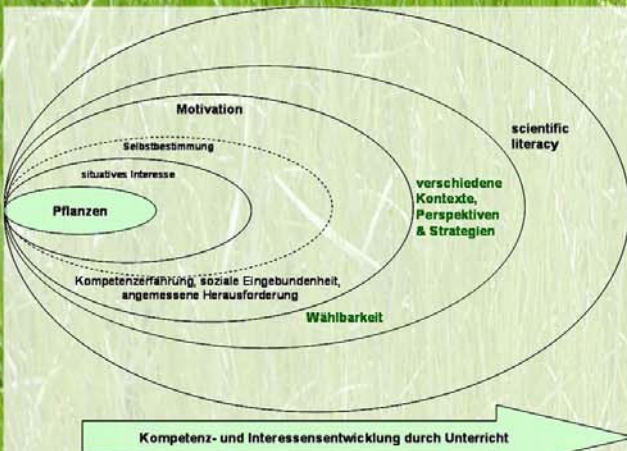 Motivation
scientific
literacy
Selbstbestimmung
situatives Interesse
verschiedene
Kontexte,
Perspektiven
& Strategien
Pflanzen
Kompetenzerfahrung, soziale Eingebundenheit,
angemessene Herausforderung
Wählbarkeit
Kompetenz- und Interessensentwicklung durch Unterricht